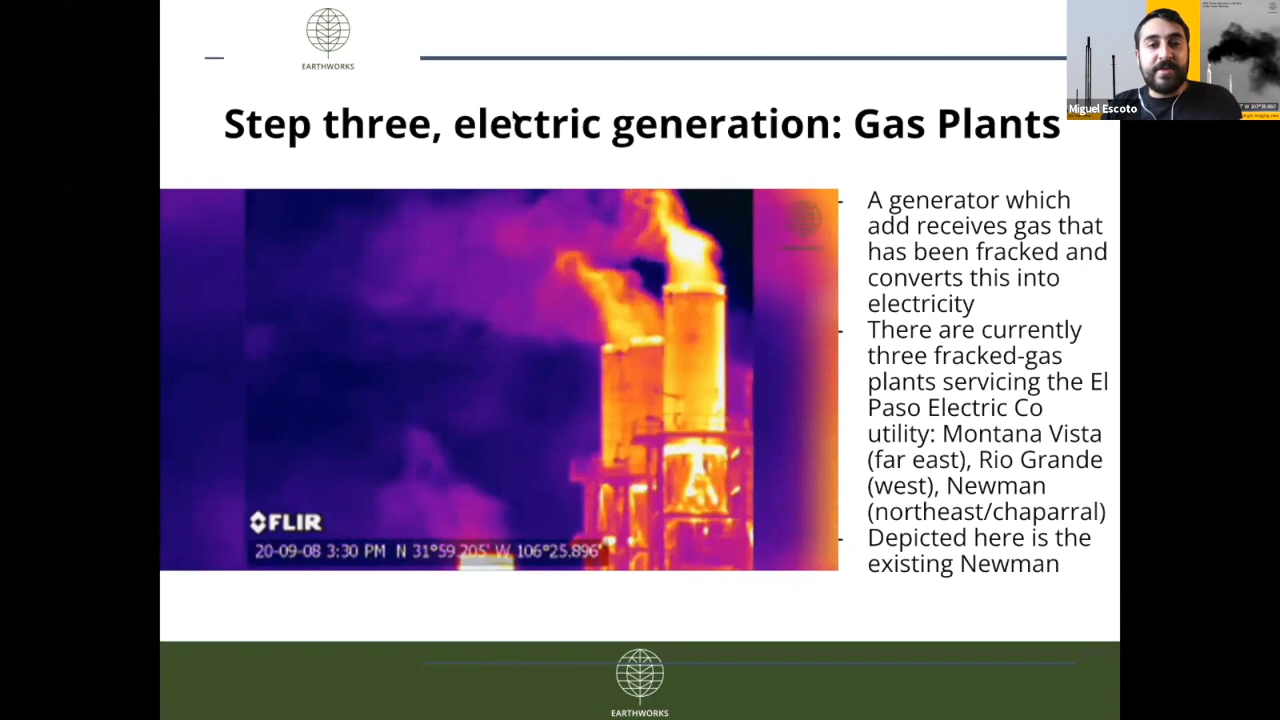 EARTHWORKS
Miguel Escoto
Step three, electric generation: Gas Plants
FLIR
20-09-08 3:30 PM N 31°59.205' W 106°25.896'
- A generator which
add receives gas that
has been fracked and
converts this into
electricity
- There are currently
three fracked-gas
plants servicing the El
Paso Electric Co
utility: Montana Vista
(far east), Rio Grande
(west), Newman
(northeast/chaparral)
- Depicted here is the
existing Newman
EARTHWORKS